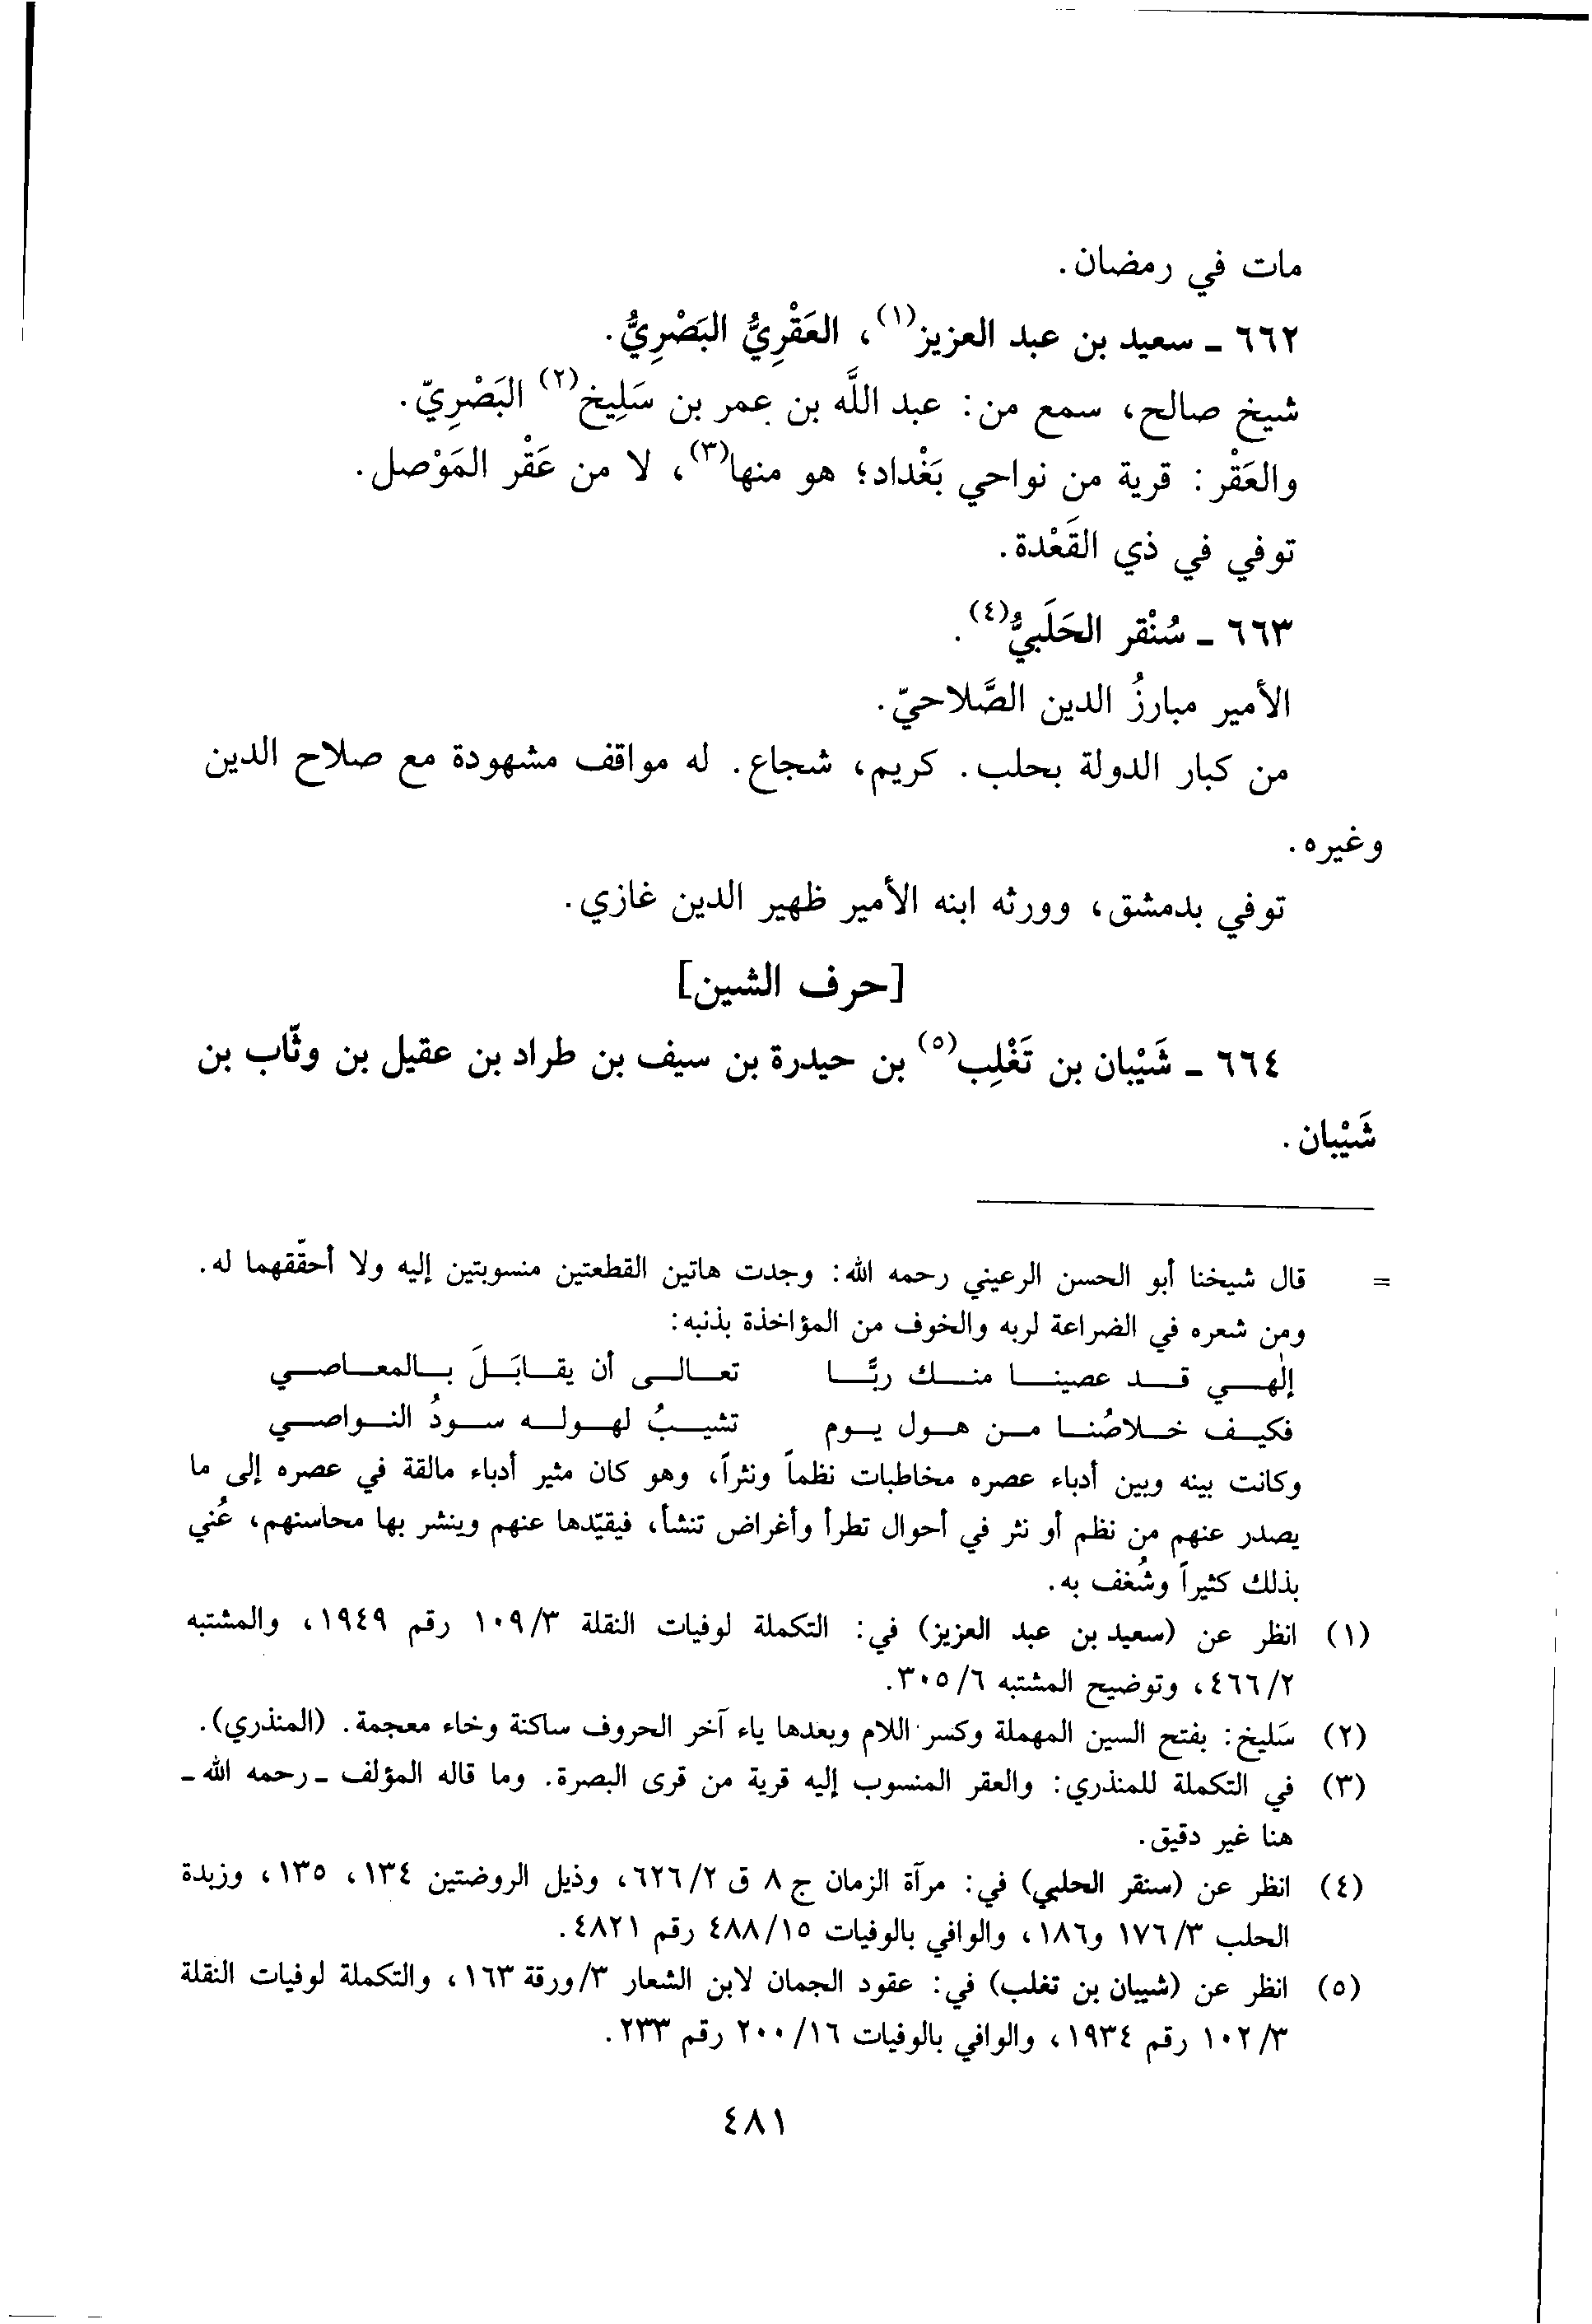 مات في رمضان.
٦٦٢ ـ سعيد بن عبد العزيز(١)، العَقْرِيُّ البَصْرِيُّ.
شيخ صالح، سمع من: عبد اللَّه بن عمر بن سَلِيخ(٢) البَصْرِيّ.
والعَقْر: قرية من نواحي بَغْداد؛ هو منها(٣)، لا من عَقْر المَوْصل.
توفي في ذي القَعْدة.
٦٦٣ ـ سُنْقر الحَلَبيُّ(٤).
الأمير مبارزُ الدين الصَّلاحيّ.
من كبار الدولة بحلب. كريم، شجاع. له مواقف مشهودة مع صلاح الدين
وغيره.
توفي بدمشق، وورثه ابنه الأمير ظهير الدين غازي.
[حرف الشين]
٦٦٤ ـ شَيْبان بن تَغْلِب(٥) بن حيدرة بن سيف بن طراد بن عقيل بن وثّاب بن
شَيْبان.
= قال شيخنا أبو الحسن الرعيني رحمه الله: وجدت هاتين القطعتين منسوبتين إليه ولا أحقّقهما له.
ومن شعره في الضراعة لربه والخوف من المؤاخذة بذنبه:
إلٰهي قد عصينا منك ربًّا تعالى أن يقابَلَ بالمعاصي
فكيف خلاصُنا من هول يوم تشيبُ لهوله سودُ النواصي
وكانت بينه وبين أدباء عصره مخاطبات نظماً ونثراً، وهو كان مثير أدباء مالقة في عصره إلى ما
يصدر عنهم من نظم أو نثر في أحوال تطرأ وأغراض تنشأ، فيقيّدها عنهم وينشر بها محاسنهم، عُني
بذلك كثيراً وشُغف به.
(١) انظر عن (سعيد بن عبد العزيز) في: التكملة لوفيات النقلة ٣/١٠٩ رقم ١٩٤٩، والمشتبه
٢/٤٦٦، وتوضيح المشتبه ٦/٣٠٥.
(٢) سَليخ: بفتح السين المهملة وكسر اللام وبعدها ياء آخر الحروف ساكنة وخاء معجمة. (المنذري).
(٣) في التكملة للمنذري: والعقر المنسوب إليه قرية من قرى البصرة. وما قاله المؤلف ـ رحمه الله ـ
هنا غير دقيق.
(٤) انظر عن (سنقر الحلبي) في: مرآة الزمان ج ٨ ق ٢/٦٢٦، وذيل الروضتين ١٣٤، ١٣٥، وزبدة
الحلب ٣/١٧٦ و١٨٦، والوافي بالوفيات ١٥/٤٨٨ رقم ٤٨٢١.
(٥) انظر عن (شيبان بن تغلب) في: عقود الجمان لابن الشعار ٣/ورقة ١٦٣، والتكملة لوفيات النقلة
٣/١٠٢ رقم ١٩٣٤، والوافي بالوفيات ١٦/٢٠٠ رقم ٢٣٣.
٤٨١